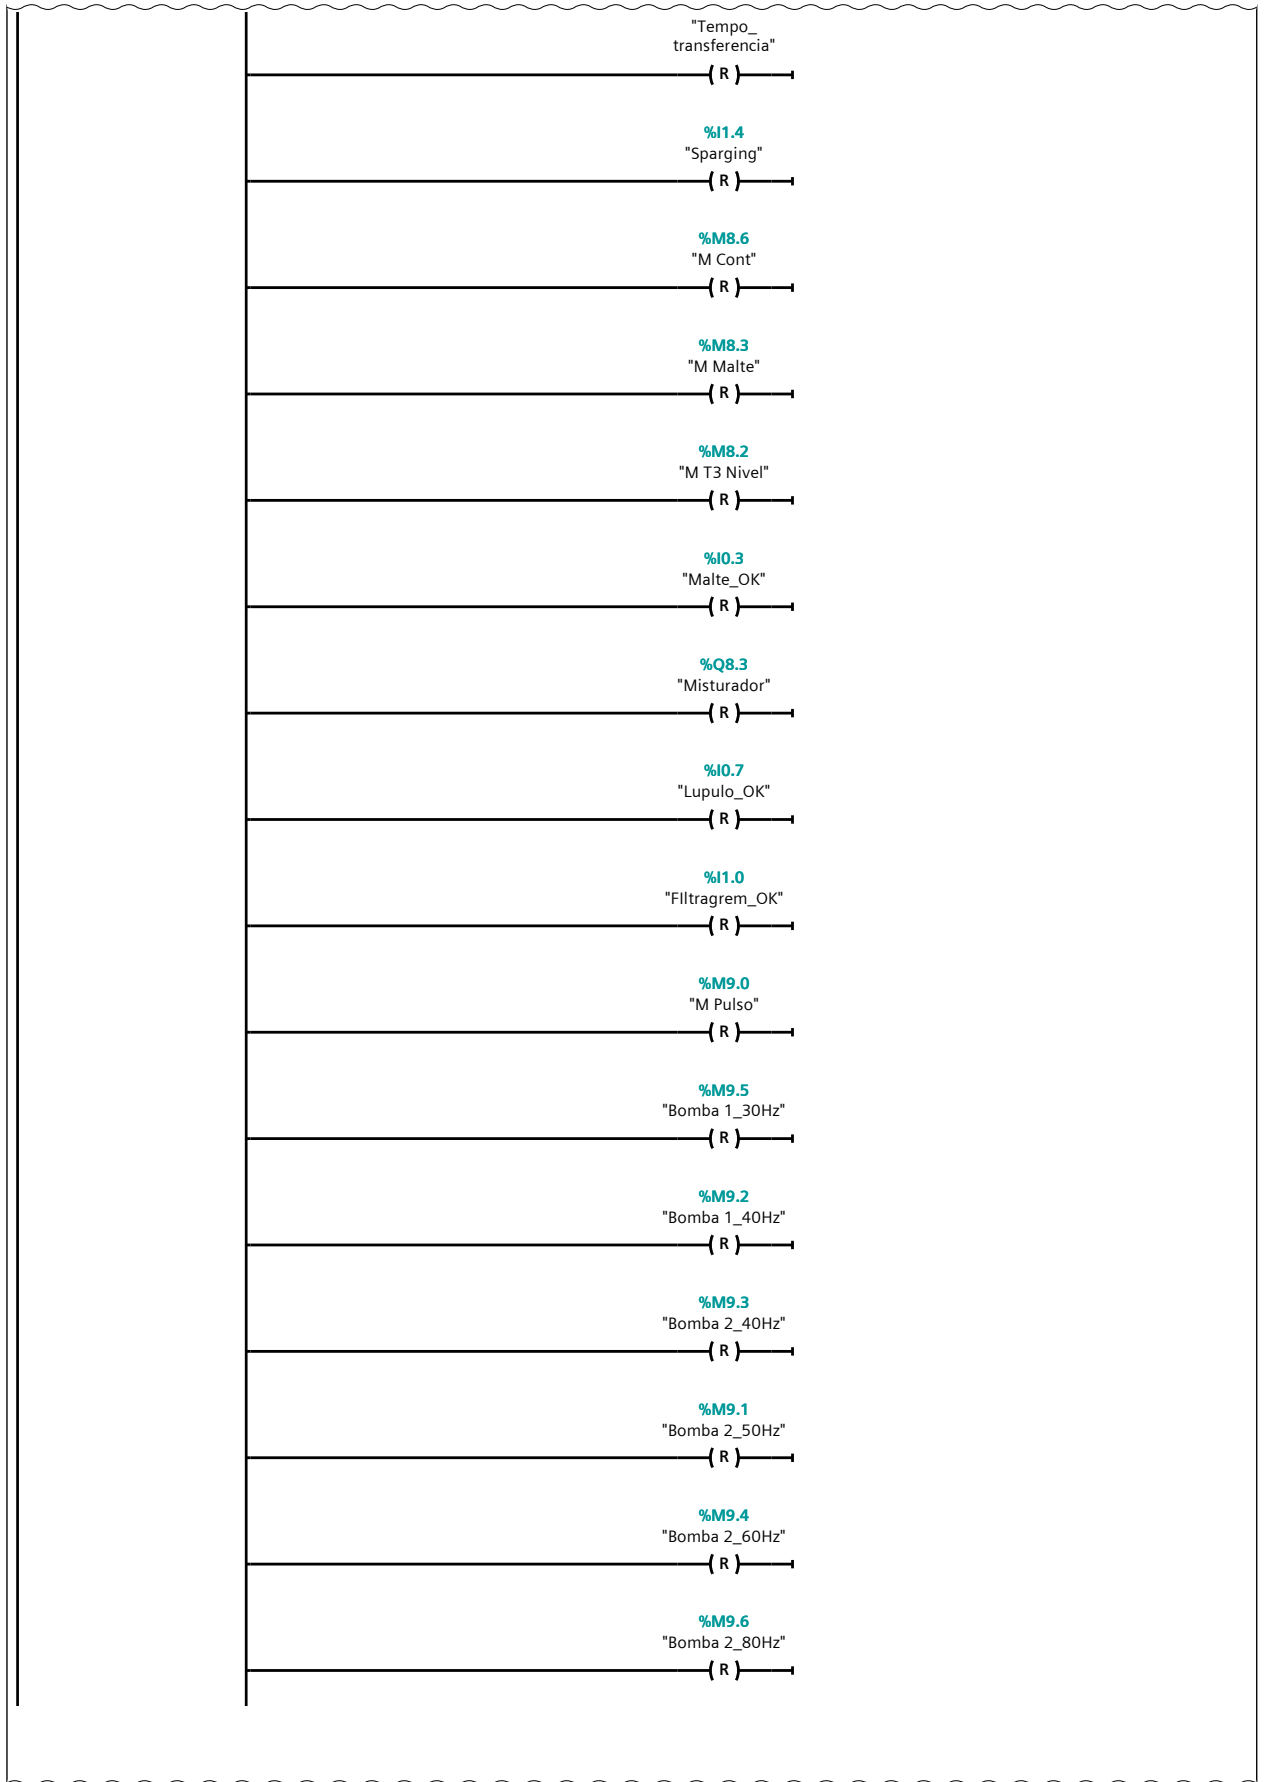 "Tempo_
transferencia"
( R )
%I1.4
"Sparging"
( R )
%M8.6
"M Cont"
( R )
%M8.3
"M Malte"
( R )
%M8.2
"M T3 Nivel"
( R )
%I0.3
"Malte_OK"
( R )
%Q8.3
"Misturador"
( R )
%I0.7
"Lupulo_OK"
( R )
%I1.0
"FIltragrem_OK"
( R )
%M9.0
"M Pulso"
( R )
%M9.5
"Bomba 1_30Hz"
( R )
%M9.2
"Bomba 1_40Hz"
( R )
%M9.3
"Bomba 2_40Hz"
( R )
%M9.1
"Bomba 2_50Hz"
( R )
%M9.4
"Bomba 2_60Hz"
( R )
%M9.6
"Bomba 2_80Hz"
( R )